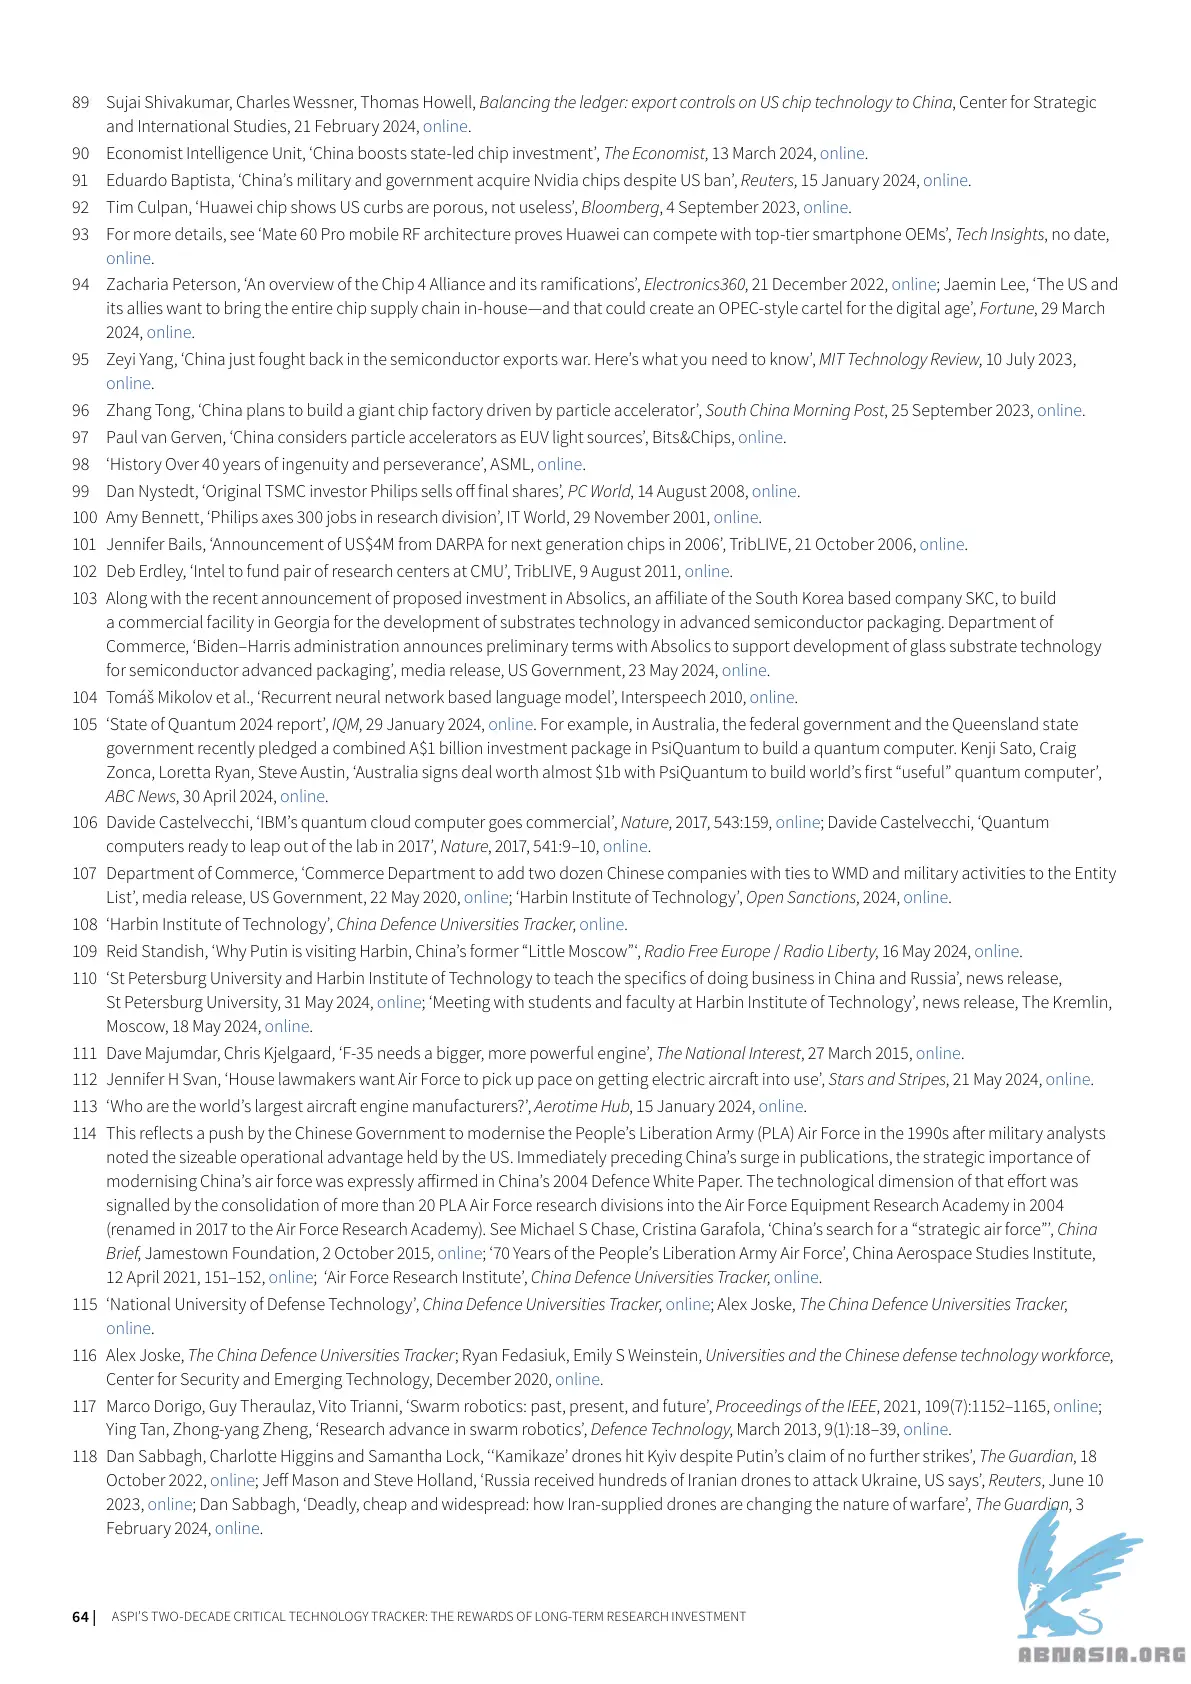 89 Sujai Shivakumar, Charles Wessner, Thomas Howell, Balancing the ledger: export controls on US chip technology to China, Center for Strategic
and International Studies, 21 February 2024, online.
90 Economist Intelligence Unit, ‘China boosts state-led chip investment’, The Economist, 13 March 2024, online.
91 Eduardo Baptista, ‘China’s military and government acquire Nvidia chips despite US ban’, Reuters, 15 January 2024, online.
92 Tim Culpan, ‘Huawei chip shows US curbs are porous, not useless’, Bloomberg, 4 September 2023, online.
93 For more details, see ‘Mate 60 Pro mobile RF architecture proves Huawei can compete with top-tier smartphone OEMs’, Tech Insights, no date,
online.
94 Zacharia Peterson, ‘An overview of the Chip 4 Alliance and its ramifications’, Electronics360, 21 December 2022, online; Jaemin Lee, ‘The US and
its allies want to bring the entire chip supply chain in-house—and that could create an OPEC-style cartel for the digital age’, Fortune, 29 March
2024, online.
95 Zeyi Yang, ‘China just fought back in the semiconductor exports war. Here’s what you need to know’, MIT Technology Review, 10 July 2023,
online.
96 Zhang Tong, ‘China plans to build a giant chip factory driven by particle accelerator’, South China Morning Post, 25 September 2023, online.
97 Paul van Gerven, ‘China considers particle accelerators as EUV light sources’, Bits&Chips, online.
98 ‘History Over 40 years of ingenuity and perseverance’, ASML, online.
99 Dan Nystedt, ‘Original TSMC investor Philips sells off final shares’, PC World, 14 August 2008, online.
100 Amy Bennett, ‘Philips axes 300 jobs in research division’, IT World, 29 November 2001, online.
101 Jennifer Bails, ‘Announcement of US$4M from DARPA for next generation chips in 2006’, TribLIVE, 21 October 2006, online.
102 Deb Erdley, ‘Intel to fund pair of research centers at CMU’, TribLIVE, 9 August 2011, online.
103 Along with the recent announcement of proposed investment in Absolics, an affiliate of the South Korea based company SKC, to build
a commercial facility in Georgia for the development of substrates technology in advanced semiconductor packaging. Department of
Commerce, ‘Biden–Harris administration announces preliminary terms with Absolics to support development of glass substrate technology
for semiconductor advanced packaging’, media release, US Government, 23 May 2024, online.
104 Tomáš Mikolov et al., ‘Recurrent neural network based language model’, Interspeech 2010, online.
105 ‘State of Quantum 2024 report’, IQM, 29 January 2024, online. For example, in Australia, the federal government and the Queensland state
government recently pledged a combined A$1 billion investment package in PsiQuantum to build a quantum computer. Kenji Sato, Craig
Zonca, Loretta Ryan, Steve Austin, ‘Australia signs deal worth almost $1b with PsiQuantum to build world’s first “useful” quantum computer’,
ABC News, 30 April 2024, online.
106 Davide Castelvecchi, ‘IBM’s quantum cloud computer goes commercial’, Nature, 2017, 543:159, online; Davide Castelvecchi, ‘Quantum
computers ready to leap out of the lab in 2017’, Nature, 2017, 541:9–10, online.
107 Department of Commerce, ‘Commerce Department to add two dozen Chinese companies with ties to WMD and military activities to the Entity
List’, media release, US Government, 22 May 2020, online; ‘Harbin Institute of Technology’, Open Sanctions, 2024, online.
108 ‘Harbin Institute of Technology’, China Defence Universities Tracker, online.
109 Reid Standish, ‘Why Putin is visiting Harbin, China’s former “Little Moscow”‘, Radio Free Europe / Radio Liberty, 16 May 2024, online.
110 ‘St Petersburg University and Harbin Institute of Technology to teach the specifics of doing business in China and Russia’, news release,
St Petersburg University, 31 May 2024, online; ‘Meeting with students and faculty at Harbin Institute of Technology’, news release, The Kremlin,
Moscow, 18 May 2024, online.
111 Dave Majumdar, Chris Kjelgaard, ‘F-35 needs a bigger, more powerful engine’, The National Interest, 27 March 2015, online.
112 Jennifer H Svan, ‘House lawmakers want Air Force to pick up pace on getting electric aircraft into use’, Stars and Stripes, 21 May 2024, online.
113 ‘Who are the world’s largest aircraft engine manufacturers?’, Aerotime Hub, 15 January 2024, online.
114 This reflects a push by the Chinese Government to modernise the People’s Liberation Army (PLA) Air Force in the 1990s after military analysts
noted the sizeable operational advantage held by the US. Immediately preceding China’s surge in publications, the strategic importance of
modernising China’s air force was expressly affirmed in China’s 2004 Defence White Paper. The technological dimension of that effort was
signalled by the consolidation of more than 20 PLA Air Force research divisions into the Air Force Equipment Research Academy in 2004
(renamed in 2017 to the Air Force Research Academy). See Michael S Chase, Cristina Garafola, ‘China’s search for a “strategic air force”’, China
Brief, Jamestown Foundation, 2 October 2015, online; ‘70 Years of the People’s Liberation Army Air Force’, China Aerospace Studies Institute,
12 April 2021, 151–152, online; ‘Air Force Research Institute’, China Defence Universities Tracker, online.
115 ‘National University of Defense Technology’, China Defence Universities Tracker, online; Alex Joske, The China Defence Universities Tracker,
online.
116 Alex Joske, The China Defence Universities Tracker; Ryan Fedasiuk, Emily S Weinstein, Universities and the Chinese defense technology workforce,
Center for Security and Emerging Technology, December 2020, online.
117 Marco Dorigo, Guy Theraulaz, Vito Trianni, ‘Swarm robotics: past, present, and future’, Proceedings of the IEEE, 2021, 109(7):1152–1165, online;
Ying Tan, Zhong-yang Zheng, ‘Research advance in swarm robotics’, Defence Technology, March 2013, 9(1):18–39, online.
118 Dan Sabbagh, Charlotte Higgins and Samantha Lock, ‘‘Kamikaze’ drones hit Kyiv despite Putin’s claim of no further strikes’, The Guardian, 18
October 2022, online; Jeff Mason and Steve Holland, ‘Russia received hundreds of Iranian drones to attack Ukraine, US says’, Reuters, June 10
2023, online; Dan Sabbagh, ‘Deadly, cheap and widespread: how Iran-supplied drones are changing the nature of warfare’, The Guardian, 3
February 2024, online.
64 | ASPI’S TWO-DECADE CRITICAL TECHNOLOGY TRACKER: THE REWARDS OF LONG-TERM RESEARCH INVESTMENT
ABNASIA.ORG